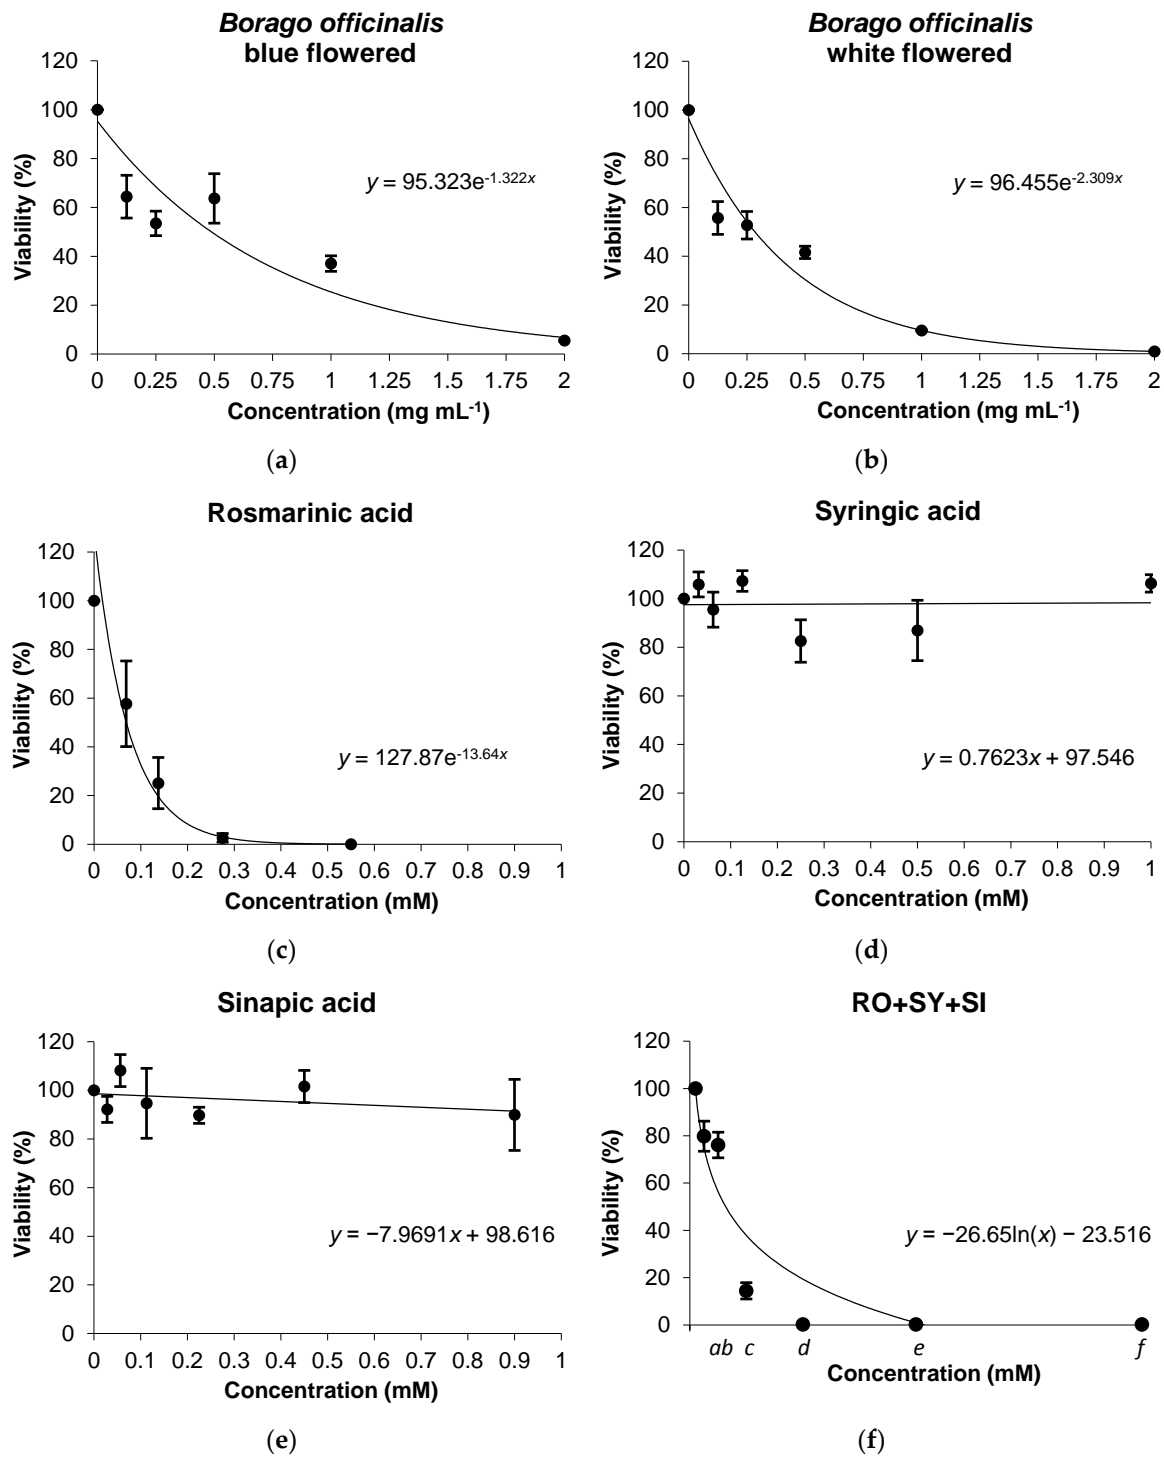 Borago officinalis
blue flowered
120
100
80
60
40
20
0
Viability (%)
y = 95.323e-1.322x
0 0.25 0.5 0.75 1 1.25 1.5 1.75 2
Concentration (mg mL-1)
(a)
Borago officinalis
white flowered
120
100
80
60
40
20
0
Viability (%)
y = 96.455e-2.309x
0 0.25 0.5 0.75 1 1.25 1.5 1.75 2
Concentration (mg mL-1)
(b)
Rosmarinic acid
120
100
80
60
40
20
0
Viability (%)
y = 127.87e-13.64x
0 0.1 0.2 0.3 0.4 0.5 0.6 0.7 0.8 0.9 1
Concentration (mM)
(c)
Syringic acid
120
100
80
60
40
20
0
Viability (%)
y = 0.7623x + 97.546
0 0.1 0.2 0.3 0.4 0.5 0.6 0.7 0.8 0.9 1
Concentration (mM)
(d)
Sinapic acid
120
100
80
60
40
20
0
Viability (%)
y = −7.9691x + 98.616
0 0.1 0.2 0.3 0.4 0.5 0.6 0.7 0.8 0.9 1
Concentration (mM)
(e)
RO+SY+SI
120
100
80
60
40
20
0
Viability (%)
y = −26.65ln(x) − 23.516
ab c d e f
Concentration (mM)
(f)